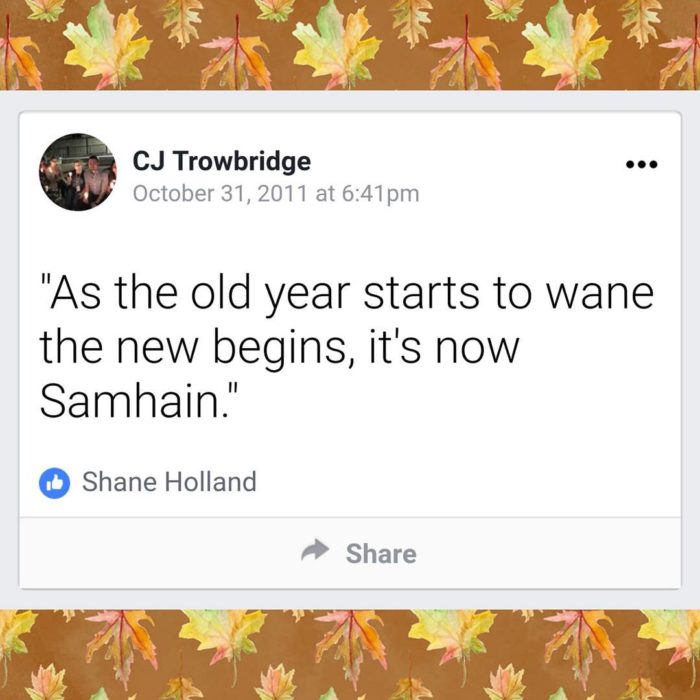 CJ Trowbridge
October 31, 2011 at 6:41pm
"As the old year starts to wane
the new begins, it's now
Samhain."
Shane Holland
Share